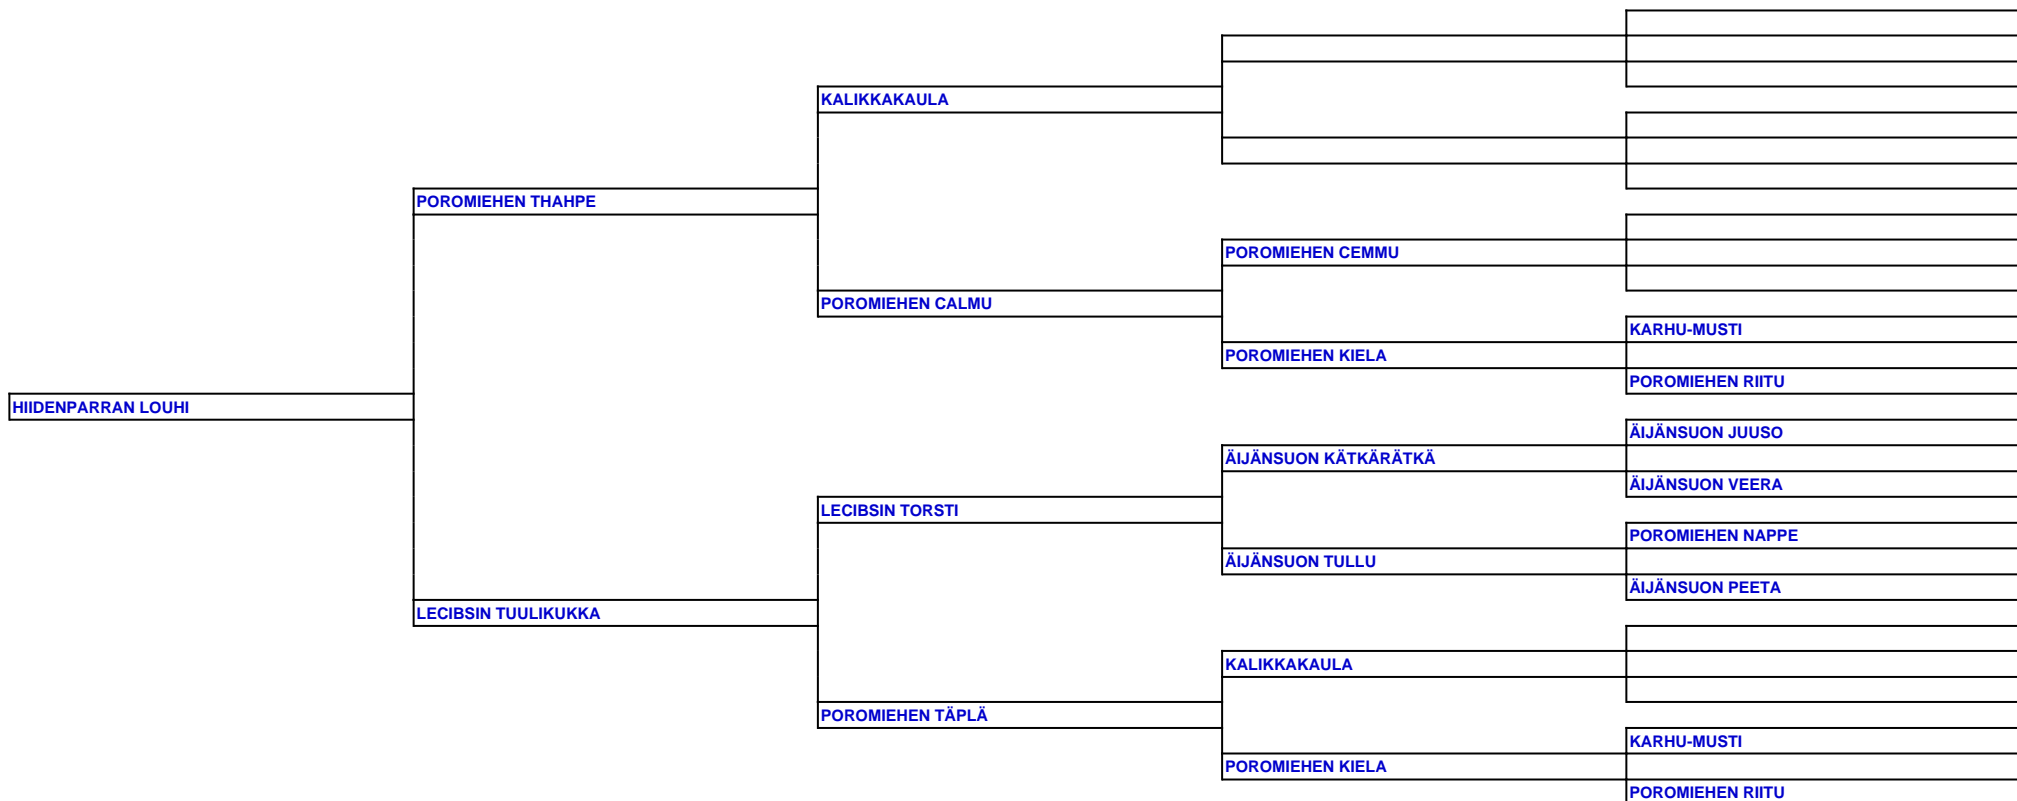 KALIKKAKAULA
POROMIEHEN THAHPE
POROMIEHEN CEMMU
POROMIEHEN CALMU
KARHU-MUSTI
POROMIEHEN KIELA
POROMIEHEN RIITU
HIIDENPARRAN LOUHI
ÄIJÄNSUON JUUSO
ÄIJÄNSUON KÄTKÄRÄTKÄ
ÄIJÄNSUON VEERA
LECIBSIN TORSTI
POROMIEHEN NAPPE
ÄIJÄNSUON TULLU
ÄIJÄNSUON PEETA
LECIBSIN TUULIKUKKA
KALIKKAKAULA
POROMIEHEN TÄPLÄ
KARHU-MUSTI
POROMIEHEN KIELA
POROMIEHEN RIITU